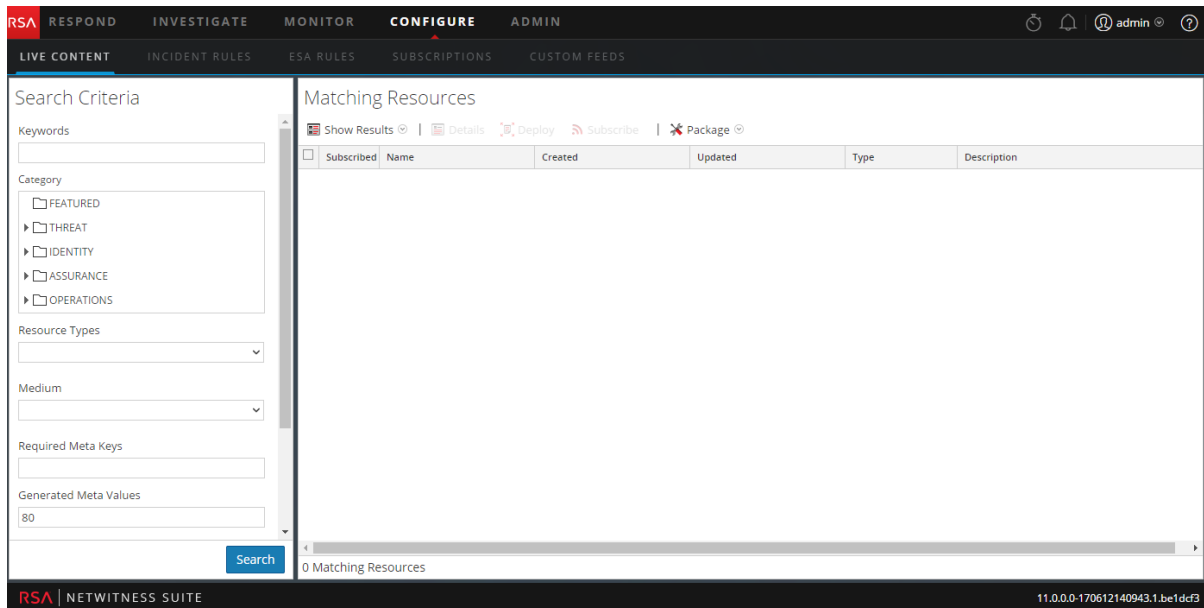 RSA RESPOND INVESTIGATE MONITOR CONFIGURE ADMIN admin
LIVE CONTENT INCIDENT RULES ESA RULES SUBSCRIPTIONS CUSTOM FEEDS
Search Criteria
Keywords
Category
FEATURED
THREAT
IDENTITY
ASSURANCE
OPERATIONS
Resource Types
Medium
Required Meta Keys
Generated Meta Values
80
Search
Matching Resources
Show Results Details Deploy Subscribe Package
Subscribed Name Created Updated Type Description
0 Matching Resources
RSA NETWITNESS SUITE
11.0.0.0-170612140943.1.be1dcf3